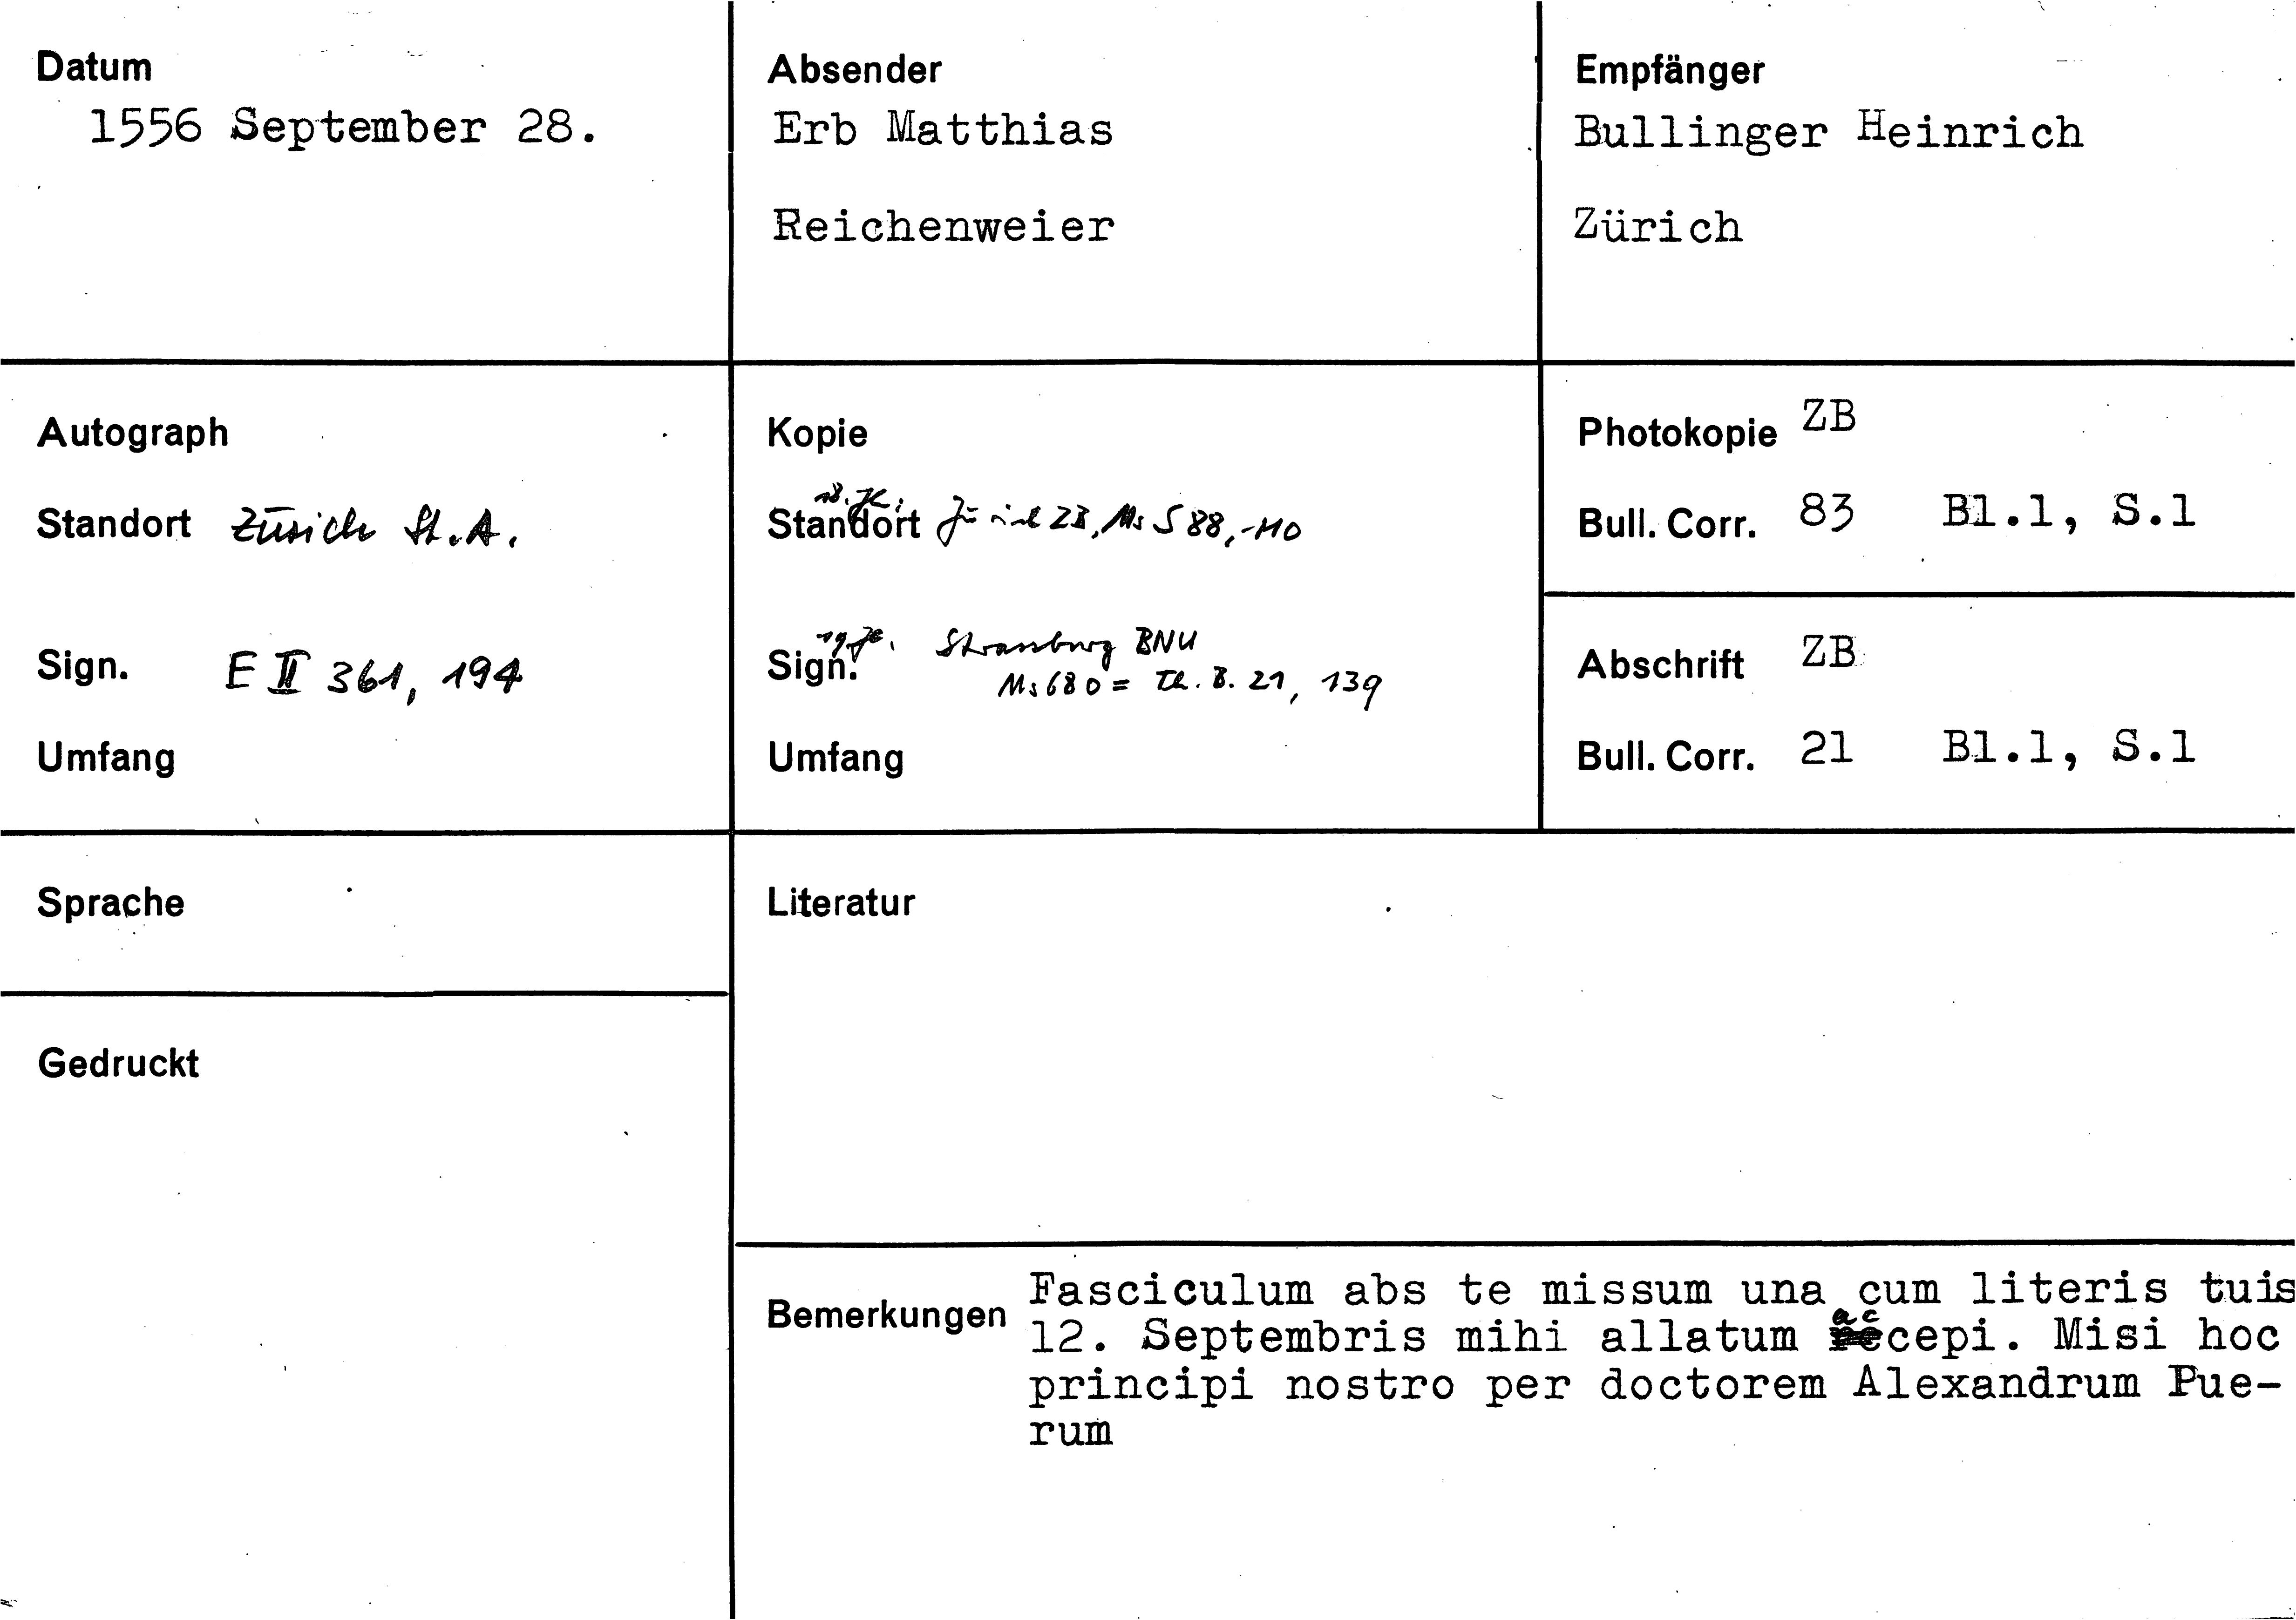 Datum
1556 September 28.
Absender
Erb Matthias
Reichenweier
Empfänger
Bullinger Heinrich
Zürich
Autograph
Standort Zürich St.A.
Sign. E II 361, 194
Umfang
Kopie
18. Jh.
Standort Zürich ZB, Ms S 88, 110
19. Jh. Strassburg BNU
Sign. Ms 680 = Th. B. 21, 139
Umfang
Photokopie ZB
Bull. Corr. 83 Bl.1, S.1
Abschrift ZB
Bull. Corr. 21 Bl.1, S.1
Sprache
Gedruckt
Literatur
Bemerkungen
Fasciculum abs te missum una cum literis tuis
12. Septembris mihi allatum accepi. Misi hoc
principi nostro per doctorem Alexandrum Pue-
rum